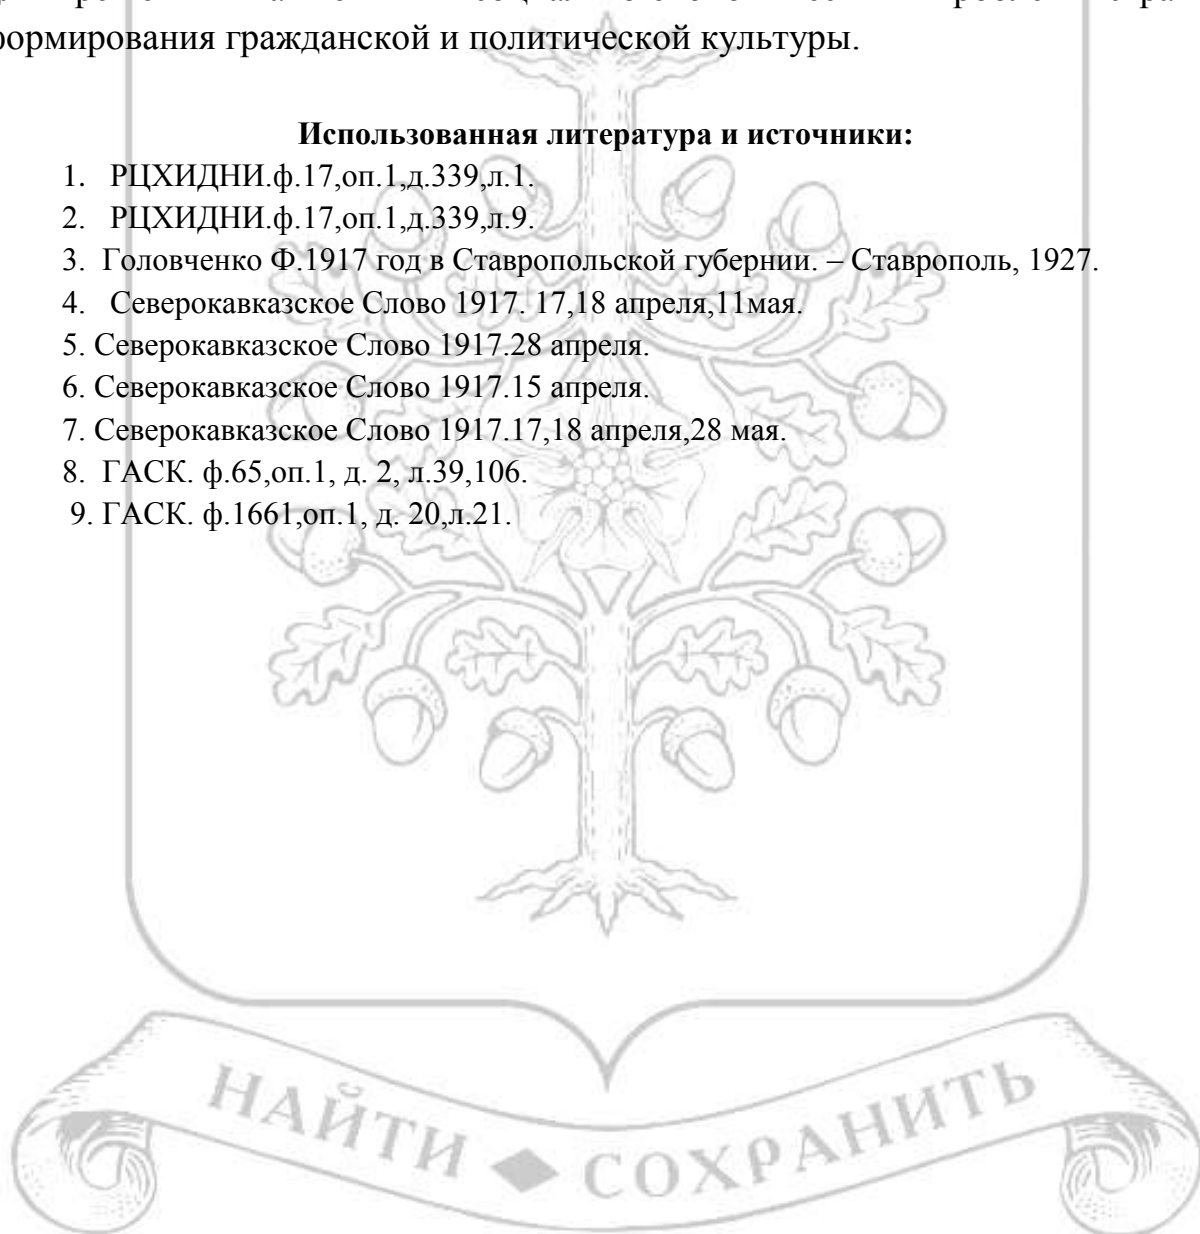 формирования гражданской и политической культуры.
Использованная литература и источники:
1. РЦХИДНИ.ф.17,оп.1,д.339,л.1.
2. РЦХИДНИ.ф.17,оп.1,д.339,л.9.
3. Головченко Ф.1917 год в Ставропольской губернии. – Ставрополь, 1927.
4. Северокавказское Слово 1917. 17,18 апреля,11мая.
5. Северокавказское Слово 1917.28 апреля.
6. Северокавказское Слово 1917.15 апреля.
7. Северокавказское Слово 1917.17,18 апреля,28 мая.
8. ГАСК. ф.65,оп.1, д. 2, л.39,106.
9. ГАСК. ф.1661,оп.1, д. 20,л.21.
НАЙТИ ◆ СОХРАНИТЬ